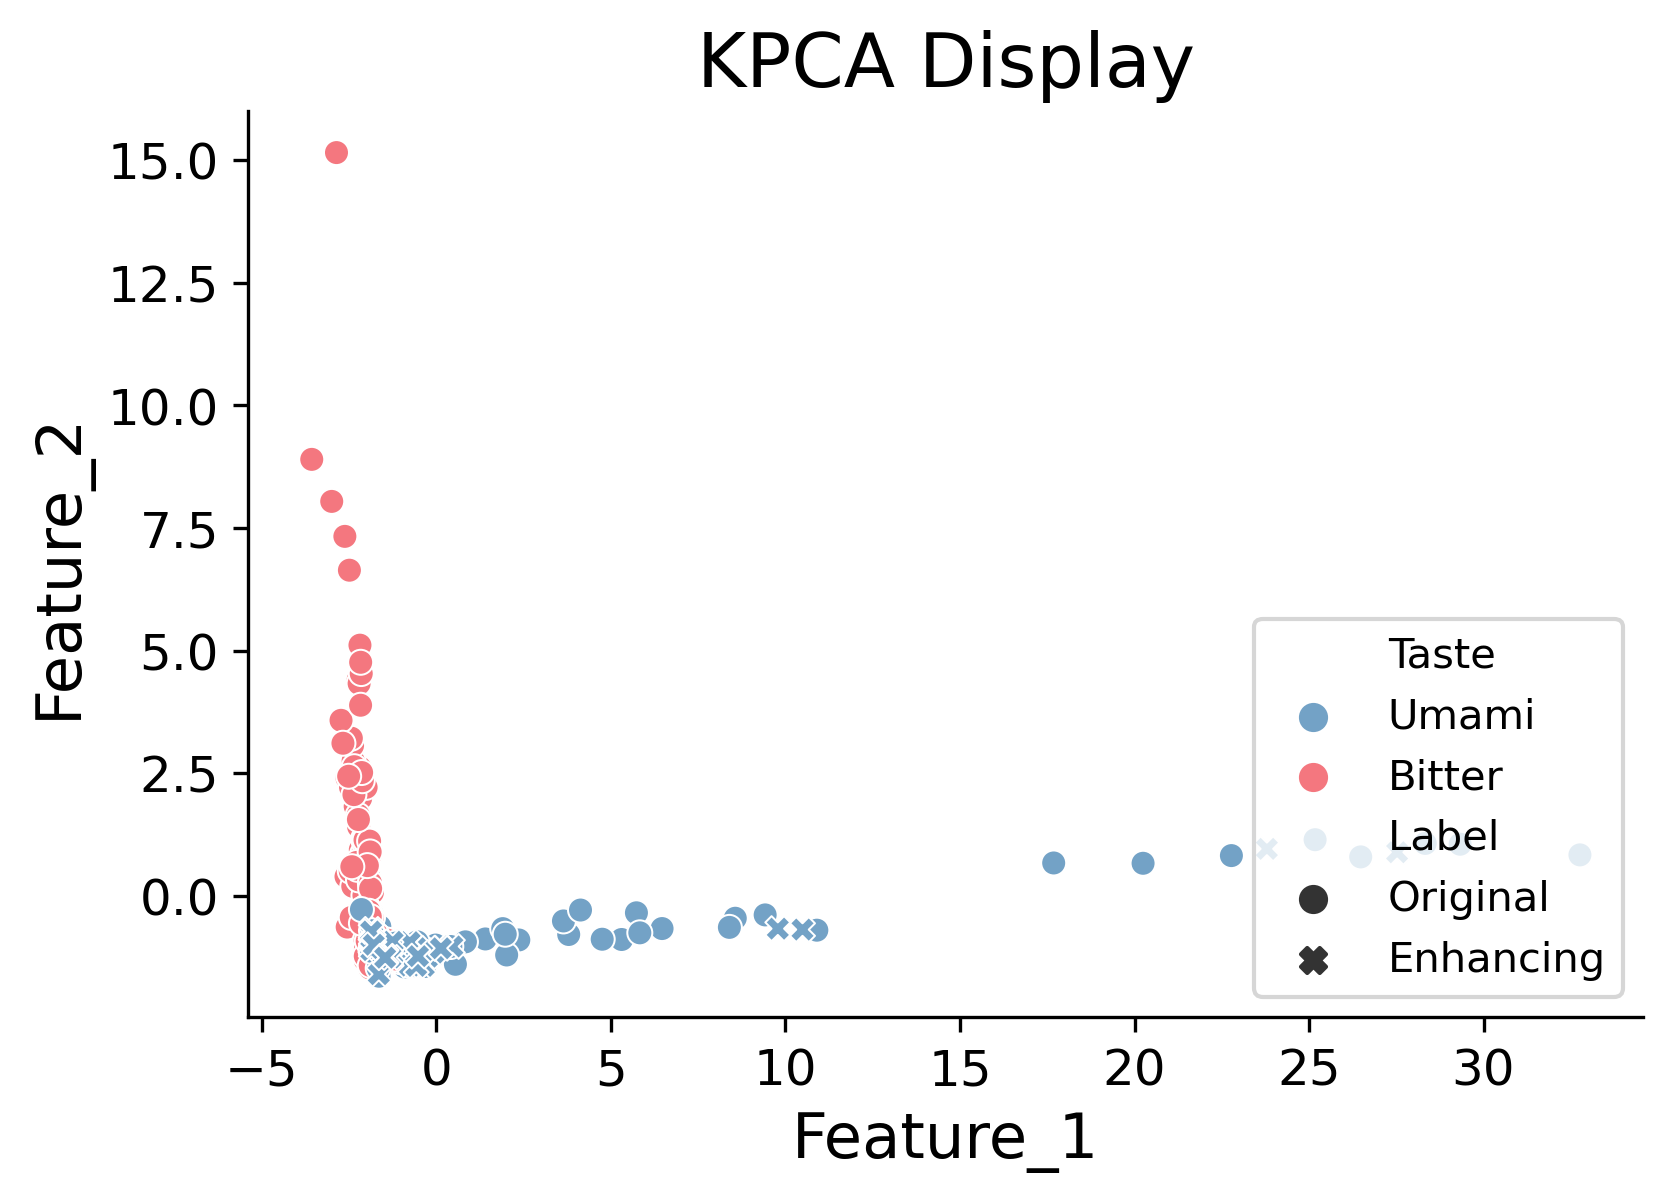 KPCA Display
15.0
12.5
10.0
7.5
5.0
2.5
0.0
Feature_2
Taste
Umami
Bitter
Label
Original
Enhancing
−5 0 5 10 15 20 25 30
Feature_1